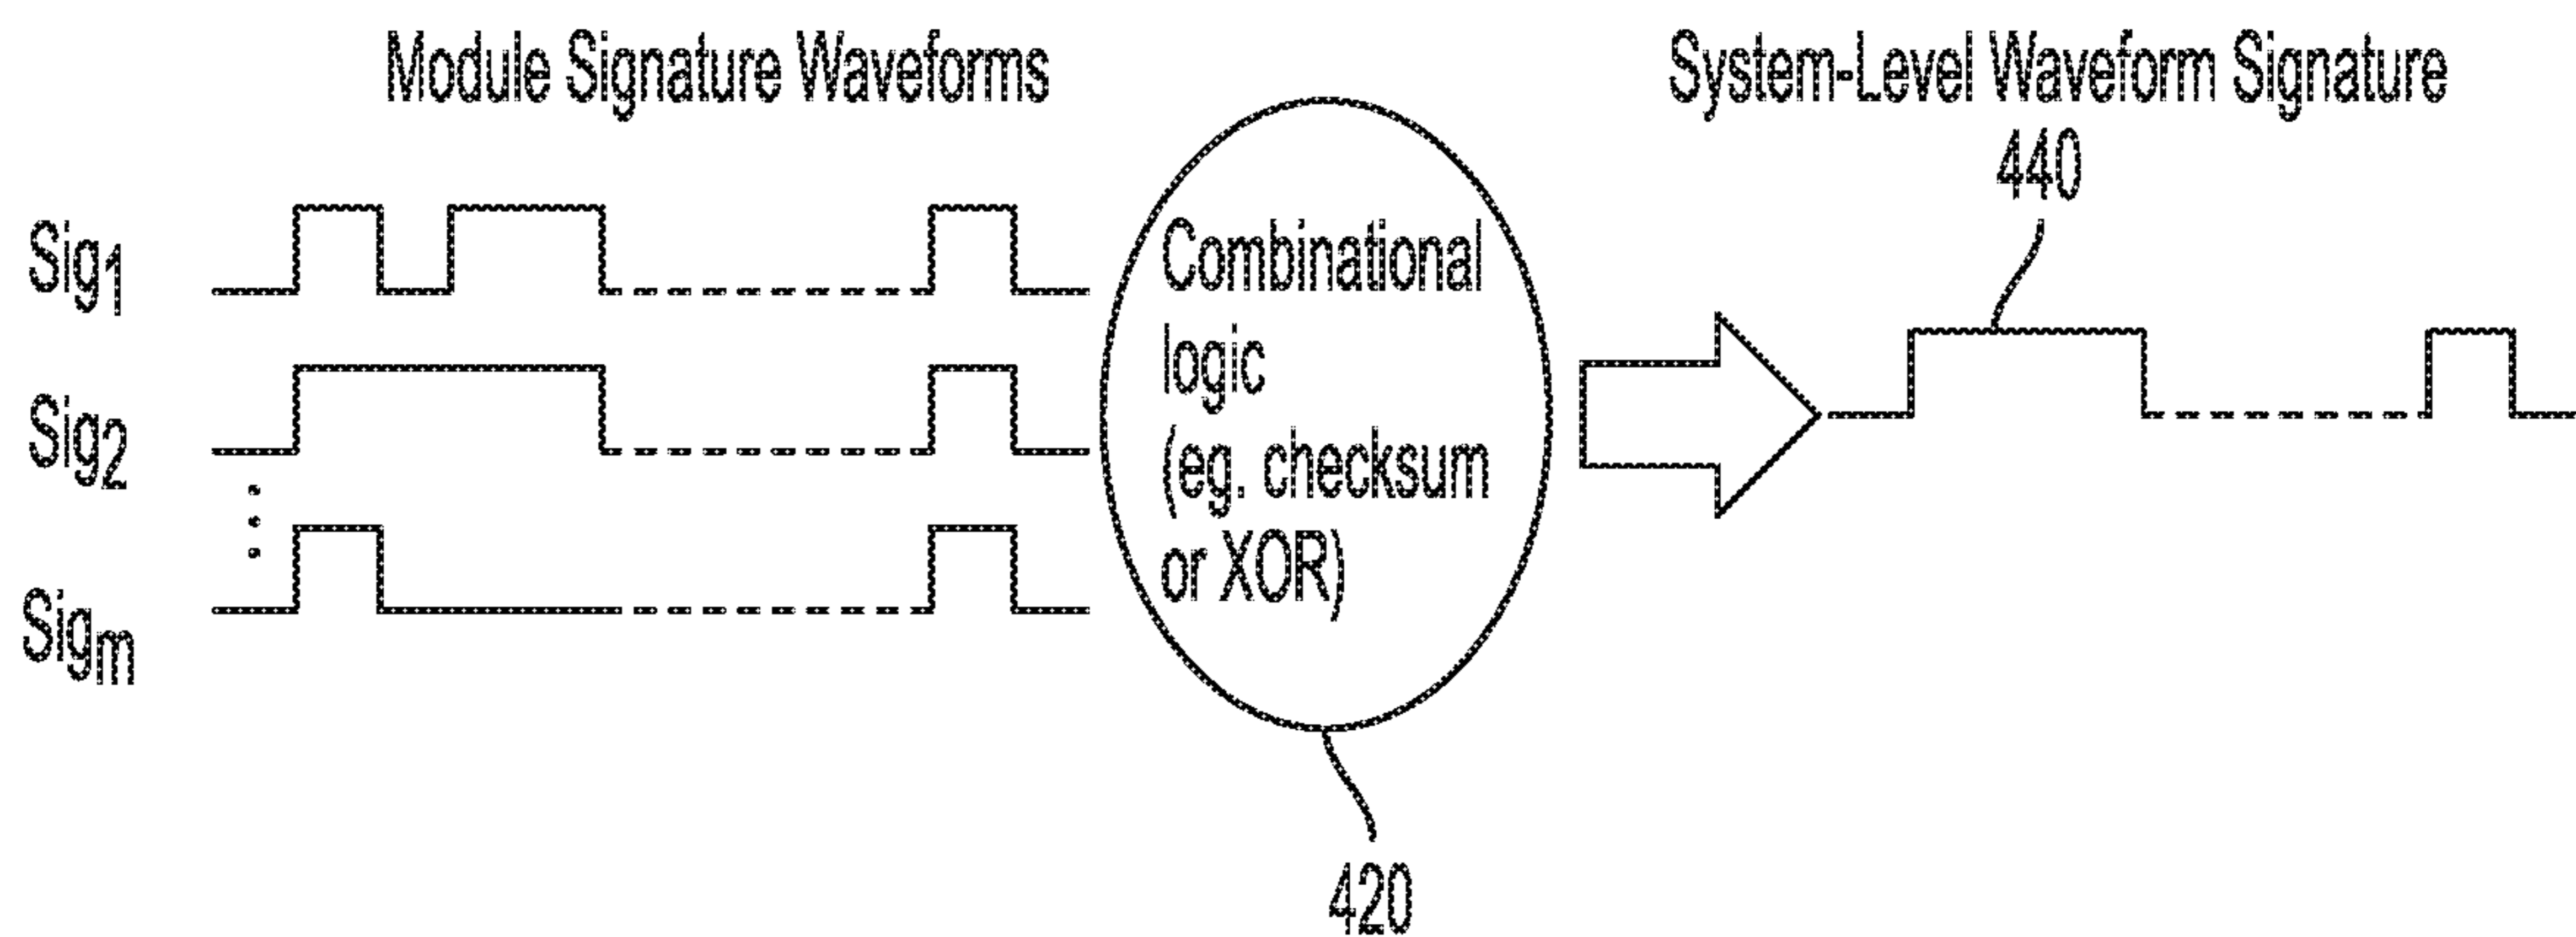 Module Signature Waveforms
System-Level Waveform Signature
440
Sig1
Sig2
Sigm
Combinational
logic
(eg. checksum
or XOR)
420